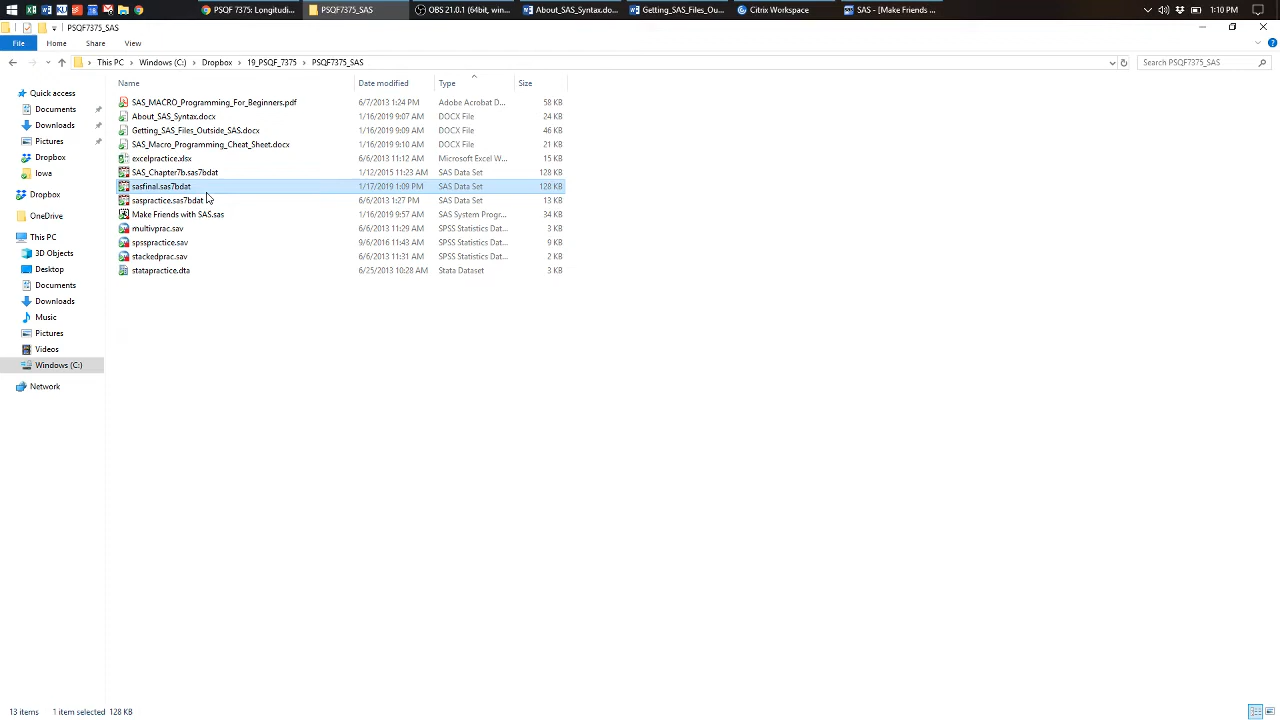 PSQF 7375: Longitudi... PSQF7375_SAS OBS 21.0.1 (64bit, win... About_SAS_Syntax.do... Getting_SAS_Files_Ou... Citrix Workspace SAS - [Make Friends ... 1:10 PM
PSQF7375_SAS
File Home Share View
This PC > Windows (C:) > Dropbox > 19_PSQF_7375 > PSQF7375_SAS Search PSQF7375_SAS
Name Date modified Type Size
Quick access
Documents
Downloads
Pictures
Dropbox
Iowa
Dropbox
OneDrive
This PC
3D Objects
Desktop
Documents
Downloads
Music
Pictures
Videos
Windows (C:)
Network
SAS_MACRO_Programming_For_Beginners.pdf 6/7/2013 1:24 PM Adobe Acrobat D... 58 KB
About_SAS_Syntax.docx 1/16/2019 9:07 AM DOCX File 24 KB
Getting_SAS_Files_Outside_SAS.docx 1/16/2019 9:09 AM DOCX File 46 KB
SAS_Macro_Programming_Cheat_Sheet.docx 1/16/2019 9:10 AM DOCX File 21 KB
excelpractice.xlsx 6/6/2013 11:12 AM Microsoft Excel W... 15 KB
SAS_Chapter7b.sas7bdat 1/12/2015 11:23 AM SAS Data Set 128 KB
sasfinal.sas7bdat 1/17/2019 1:09 PM SAS Data Set 128 KB
saspractice.sas7bdat 6/6/2013 1:27 PM SAS Data Set 13 KB
Make Friends with SAS.sas 1/16/2019 9:57 AM SAS System Progr... 34 KB
multivprac.sav 6/6/2013 11:29 AM SPSS Statistics Dat... 3 KB
spsspractice.sav 9/6/2016 11:43 AM SPSS Statistics Dat... 9 KB
stackedprac.sav 6/6/2013 11:31 AM SPSS Statistics Dat... 2 KB
statapractice.dta 6/25/2013 10:28 AM Stata Dataset 3 KB
13 items 1 item selected 128 KB